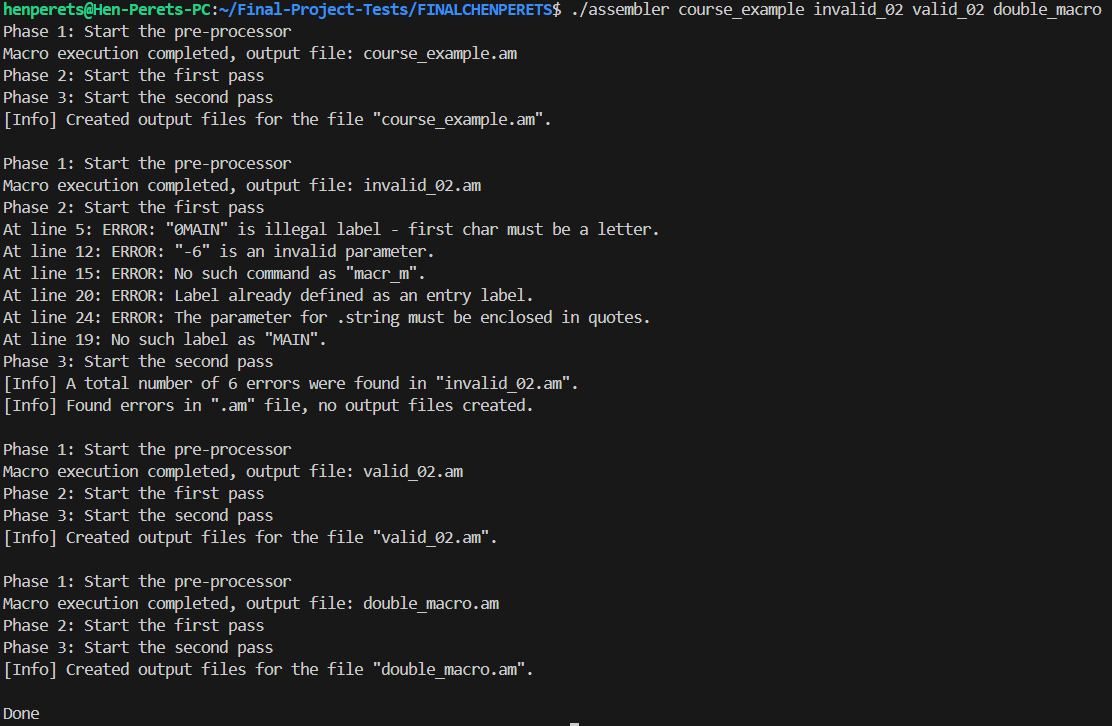 henperets@Hen-Perets-PC:~/Final-Project-Tests/FINALCHENPERETS$ ./assembler course_example invalid_02 valid_02 double_macro
Phase 1: Start the pre-processor
Macro execution completed, output file: course_example.am
Phase 2: Start the first pass
Phase 3: Start the second pass
[Info] Created output files for the file "course_example.am".

Phase 1: Start the pre-processor
Macro execution completed, output file: invalid_02.am
Phase 2: Start the first pass
At line 5: ERROR: "0MAIN" is illegal label - first char must be a letter.
At line 12: ERROR: "-6" is an invalid parameter.
At line 15: ERROR: No such command as "macr_m".
At line 20: ERROR: Label already defined as an entry label.
At line 24: ERROR: The parameter for .string must be enclosed in quotes.
At line 19: No such label as "MAIN".
Phase 3: Start the second pass
[Info] A total number of 6 errors were found in "invalid_02.am".
[Info] Found errors in ".am" file, no output files created.

Phase 1: Start the pre-processor
Macro execution completed, output file: valid_02.am
Phase 2: Start the first pass
Phase 3: Start the second pass
[Info] Created output files for the file "valid_02.am".

Phase 1: Start the pre-processor
Macro execution completed, output file: double_macro.am
Phase 2: Start the first pass
Phase 3: Start the second pass
[Info] Created output files for the file "double_macro.am".

Done